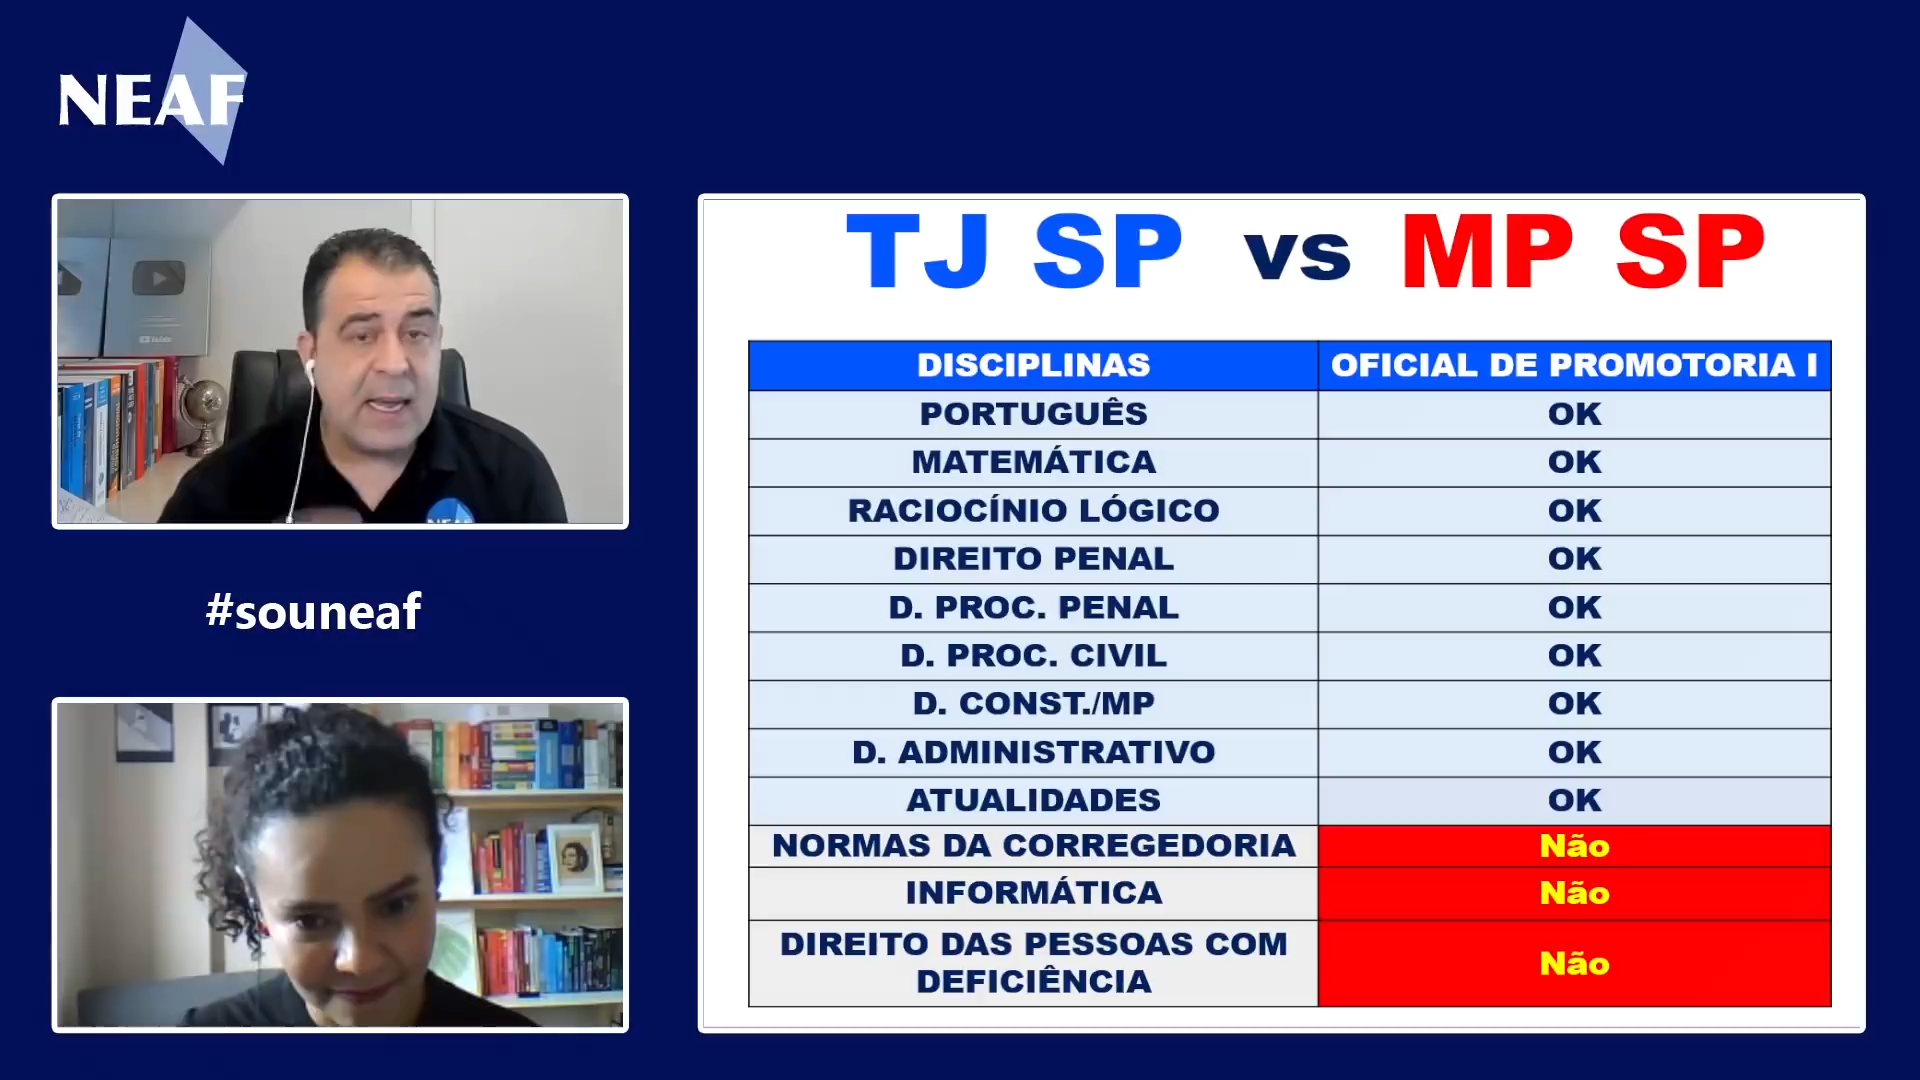 NEAF
YouTube
#souneaf
TJ SP vs MP SP
DISCIPLINAS OFICIAL DE PROMOTORIA I
PORTUGUÊS OK
MATEMÁTICA OK
RACIOCÍNIO LÓGICO OK
DIREITO PENAL OK
D. PROC. PENAL OK
D. PROC. CIVIL OK
D. CONST./MP OK
D. ADMINISTRATIVO OK
ATUALIDADES OK
NORMAS DA CORREGEDORIA Não
INFORMÁTICA Não
DIREITO DAS PESSOAS COM
DEFICIÊNCIA Não